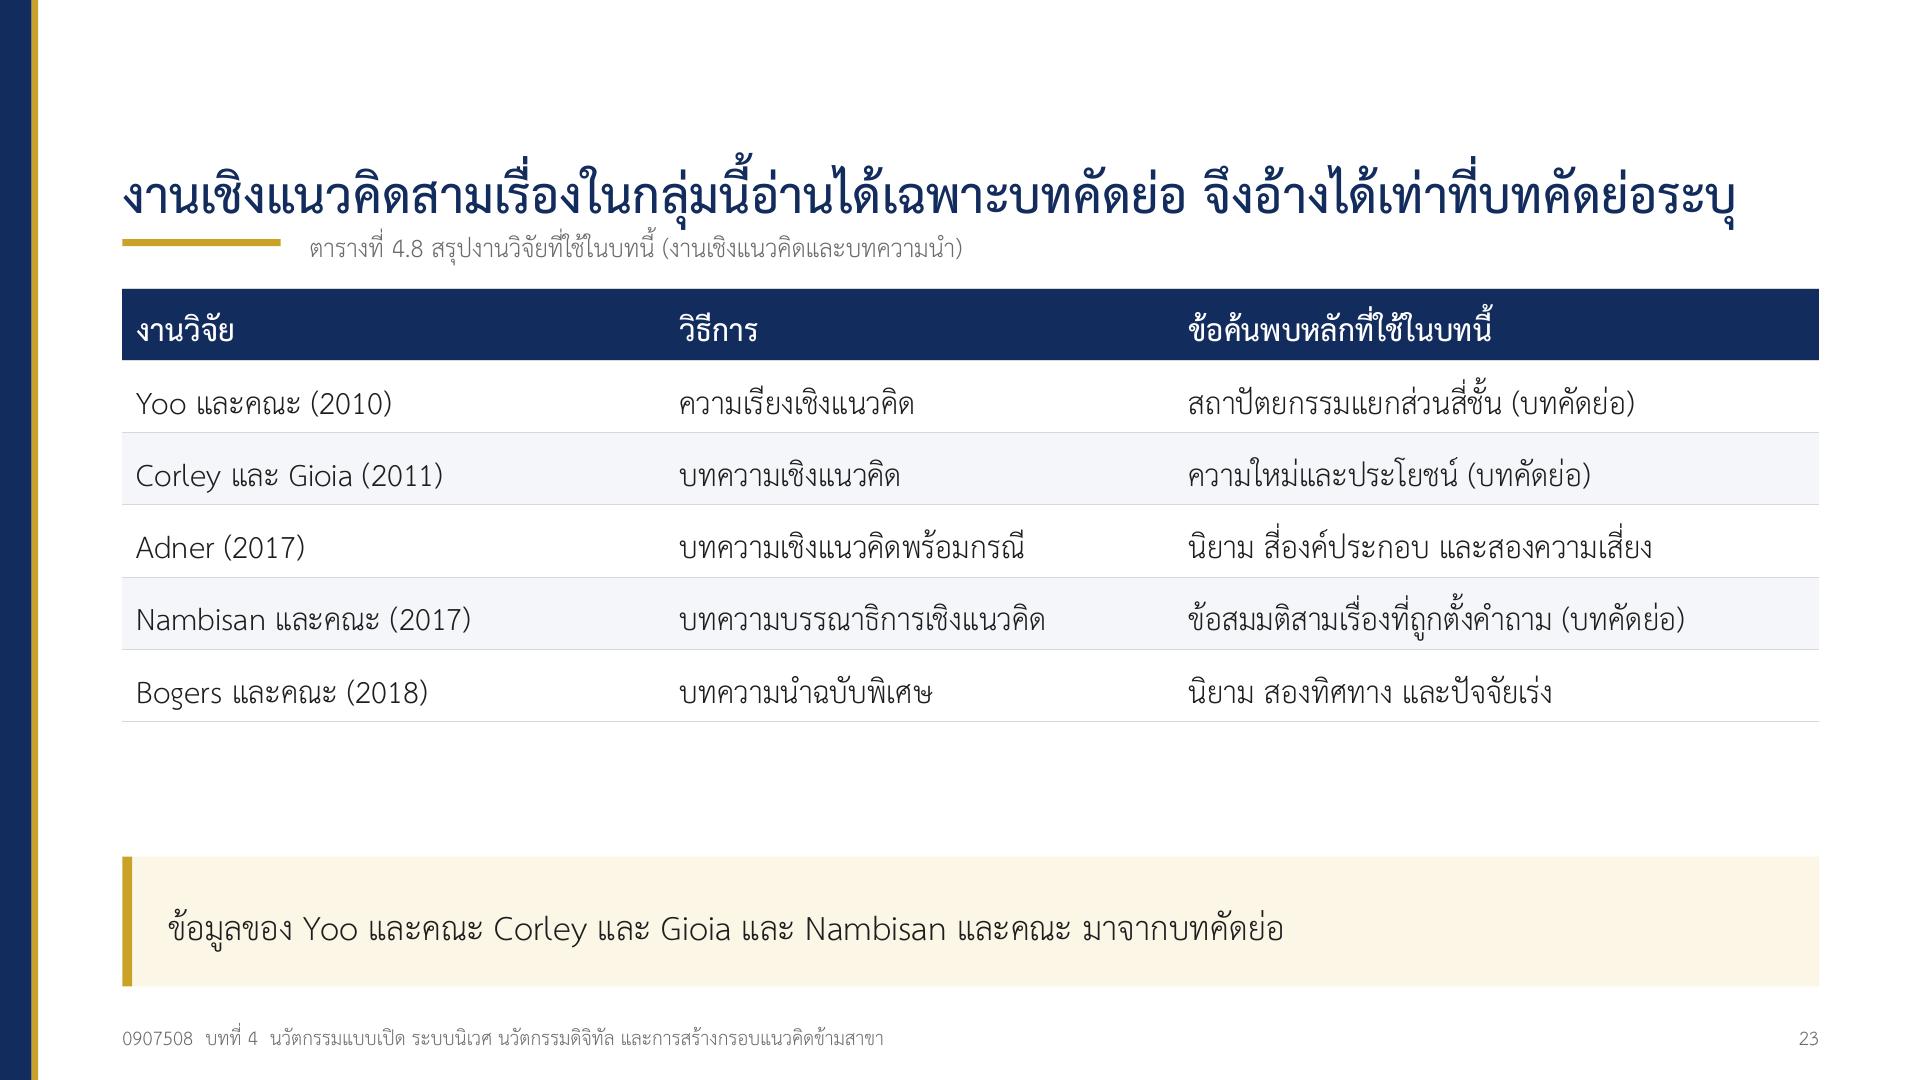 งานเชิงแนวคิดสามเรื่องในกลุ่มนี้อ่านได้เฉพาะบทคัดย่อ จึงอ้างได้เท่าที่บทคัดย่อระบุ
ตารางที่ 4.8 สรุปงานวิจัยที่ใช้ในบทนี้ (งานเชิงแนวคิดและบทความนำ)
งานวิจัย วิธีการ ข้อค้นพบหลักที่ใช้ในบทนี้
Yoo และคณะ (2010) ความเรียงเชิงแนวคิด สถาปัตยกรรมแยกส่วนสี่ชั้น (บทคัดย่อ)
Corley และ Gioia (2011) บทความเชิงแนวคิด ความใหม่และประโยชน์ (บทคัดย่อ)
Adner (2017) บทความเชิงแนวคิดพร้อมกรณี นิยาม สี่องค์ประกอบ และสองความเสี่ยง
Nambisan และคณะ (2017) บทความบรรณาธิการเชิงแนวคิด ข้อสมมติสามเรื่องที่ถูกตั้งคำถาม (บทคัดย่อ)
Bogers และคณะ (2018) บทความนำฉบับพิเศษ นิยาม สองทิศทาง และปัจจัยเร่ง
ข้อมูลของ Yoo และคณะ Corley และ Gioia และ Nambisan และคณะ มาจากบทคัดย่อ
0907508 บทที่ 4 นวัตกรรมแบบเปิด ระบบนิเวศ นวัตกรรมดิจิทัล และการสร้างกรอบแนวคิดข้ามสาขา 23